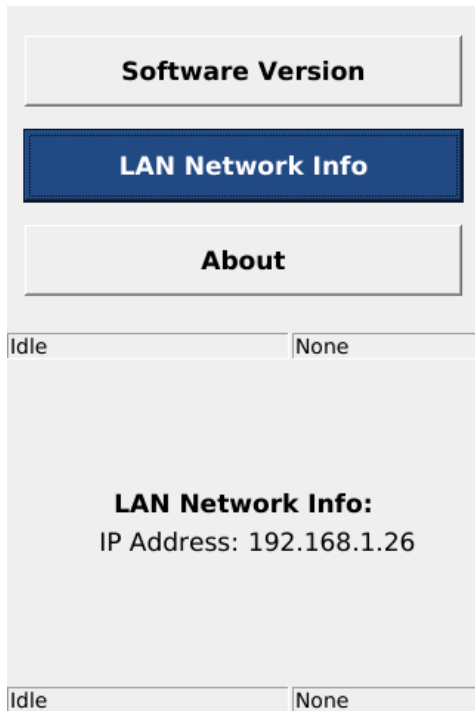 Software Version
LAN Network Info
About
Idle None
LAN Network Info:
IP Address: 192.168.1.26
Idle None